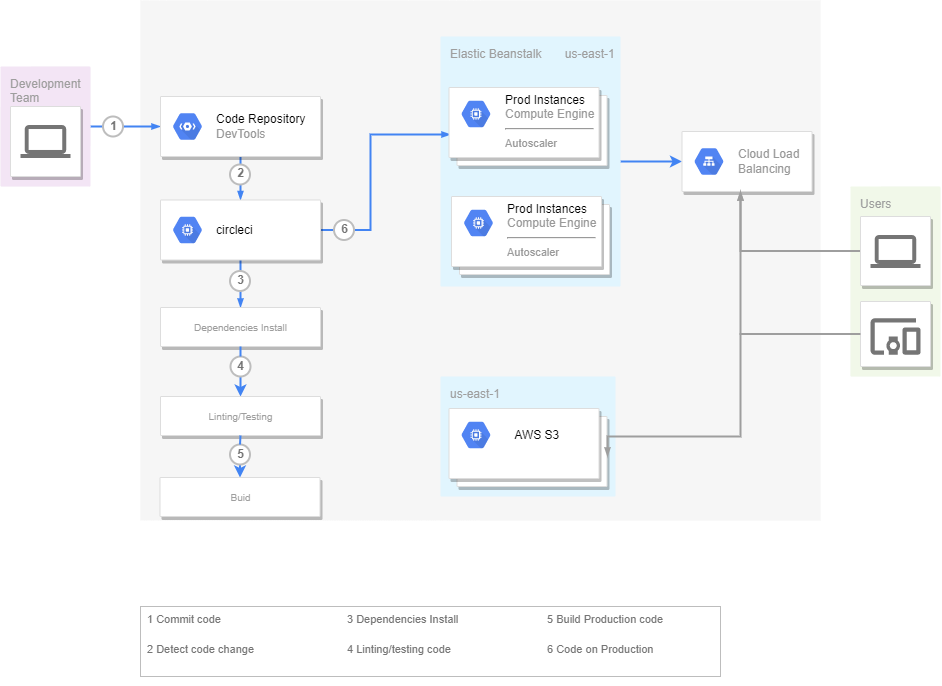 Development
Team
1
Code Repository
DevTools
2
circleci
6
3
Dependencies Install
4
Linting/Testing
5
Buid
Elastic Beanstalk us-east-1
Prod Instances
Compute Engine
Autoscaler
Prod Instances
Compute Engine
Autoscaler
us-east-1
AWS S3
Cloud Load
Balancing
Users
1 Commit code
3 Dependencies Install
5 Build Production code
2 Detect code change
4 Linting/testing code
6 Code on Production